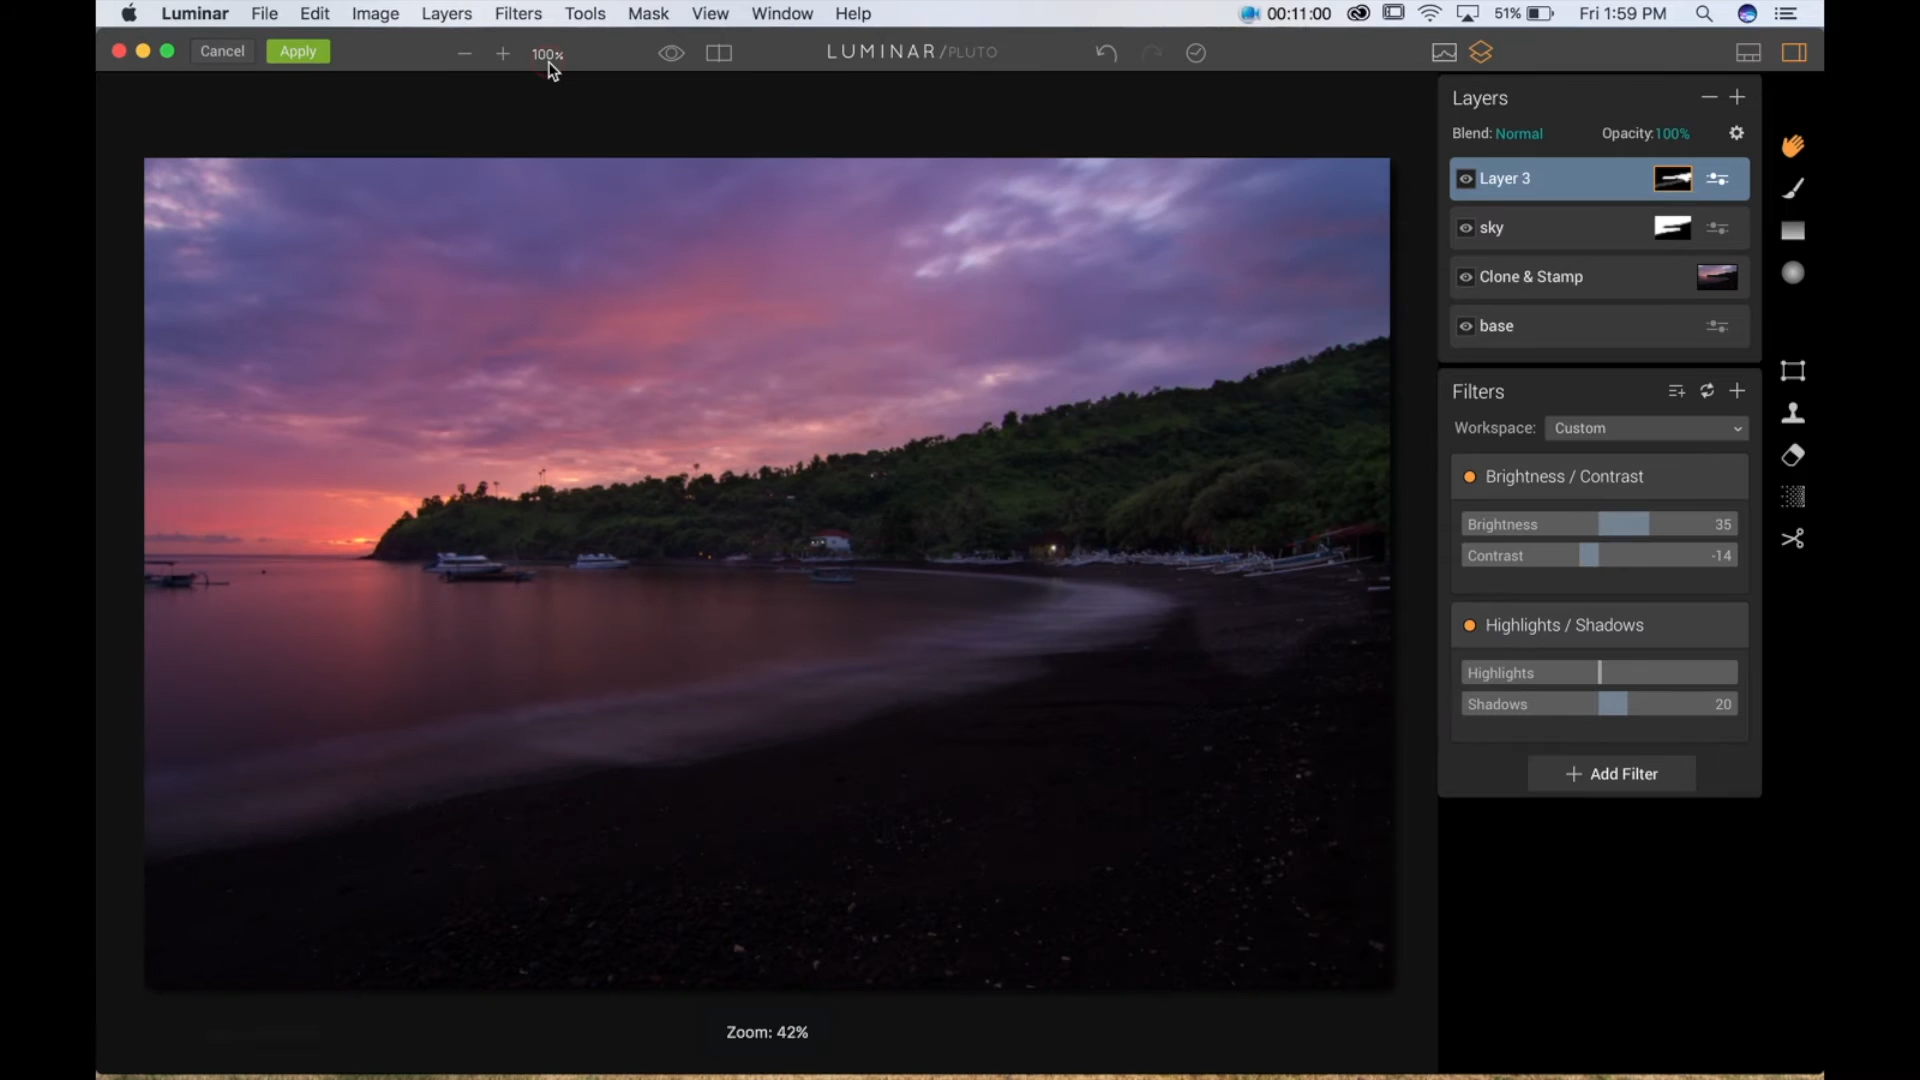 Luminar File Edit Image Layers Filters Tools Mask View Window Help 00:11:00 51% Fri 1:59 PM
Cancel Apply 100% LUMINAR/PLUTO
Layers
Blend: Normal Opacity:100%
Layer 3
sky
Clone & Stamp
base
Filters
Workspace: Custom
Brightness / Contrast
Brightness 35
Contrast -14
Highlights / Shadows
Highlights
Shadows 20
Add Filter
Zoom: 42%